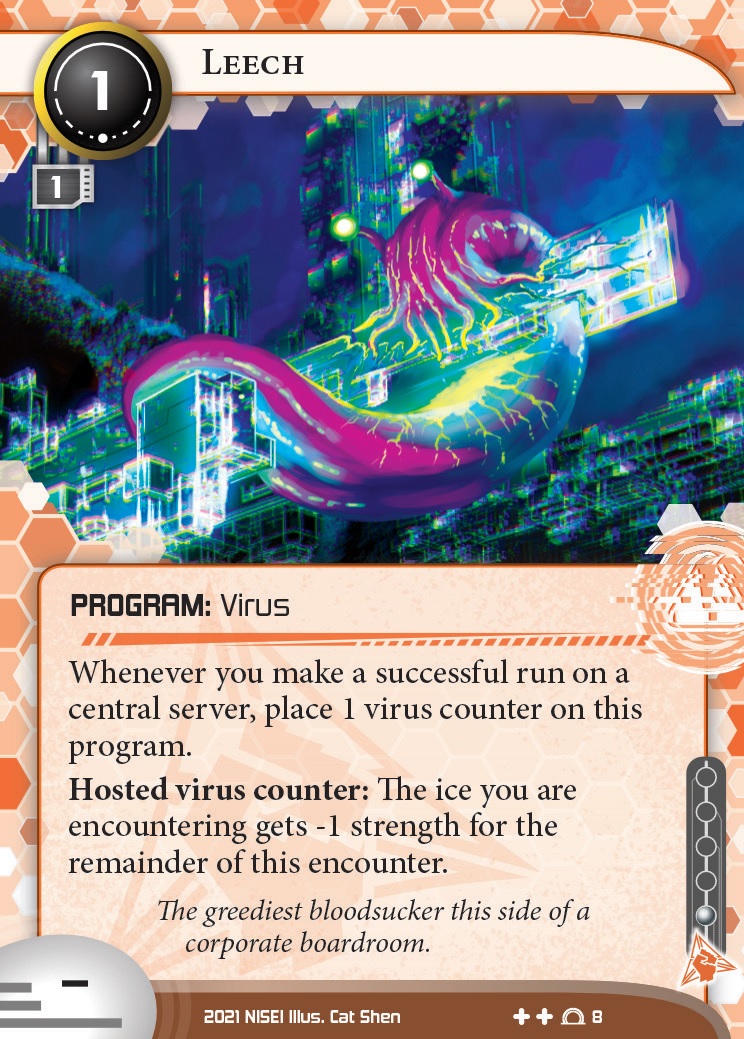 1
Leech
1
PROGRAM: Virus
Whenever you make a successful run on a
central server, place 1 virus counter on this
program.
Hosted virus counter: The ice you are
encountering gets -1 strength for the
remainder of this encounter.
The greediest bloodsucker this side of a
corporate boardroom.
-
2021 NISEI Illus. Cat Shen
8